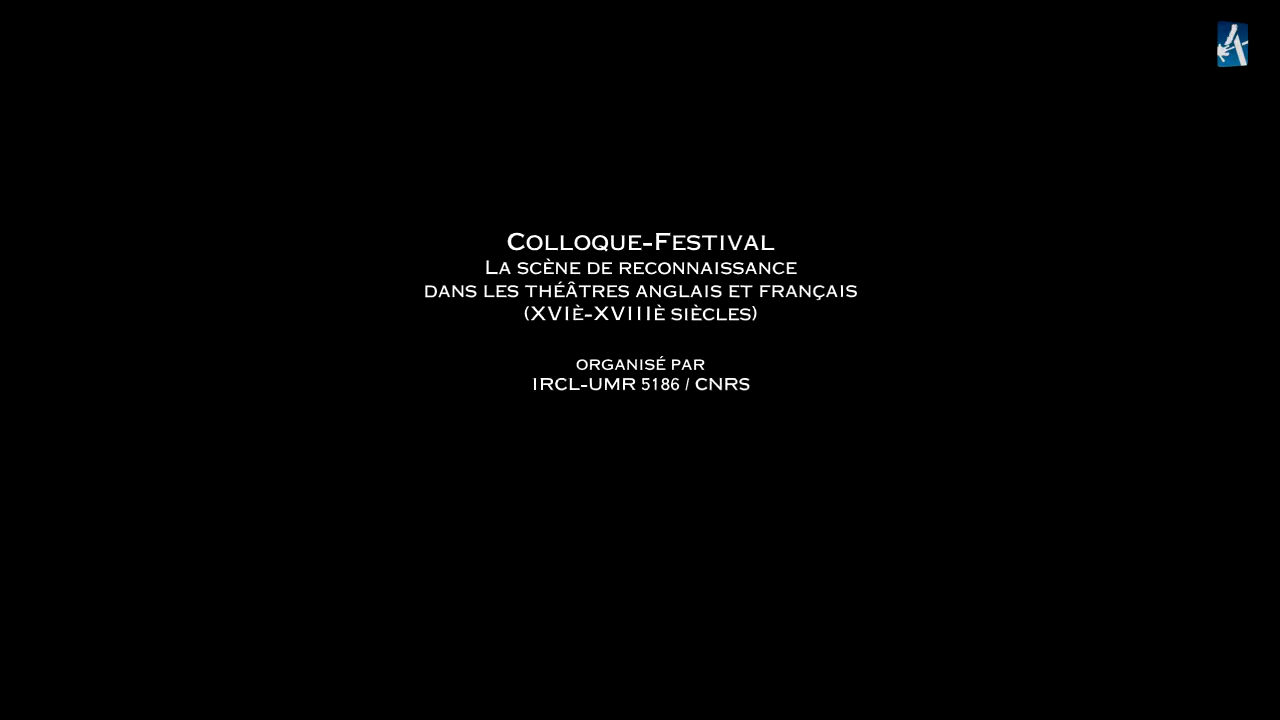 Colloque-Festival
La scène de reconnaissance
dans les théâtres anglais et français
(XVIè-XVIIIè siècles)
organisé par
IRCL-UMR 5186 / CNRS